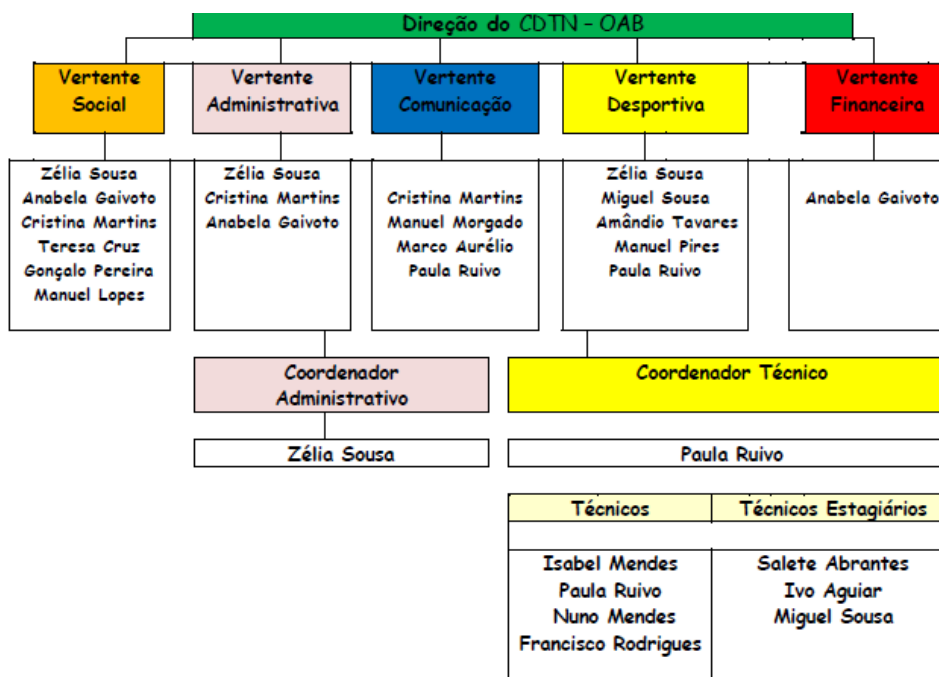 Direção do CDTN – OAB
Vertente
Social
Vertente
Administrativa
Vertente
Comunicação
Vertente
Desportiva
Vertente
Financeira
Zélia Sousa
Anabela Gaivoto
Cristina Martins
Teresa Cruz
Gonçalo Pereira
Manuel Lopes
Zélia Sousa
Cristina Martins
Anabela Gaivoto
Cristina Martins
Manuel Morgado
Marco Aurélio
Paula Ruivo
Zélia Sousa
Miguel Sousa
Amândio Tavares
Manuel Pires
Paula Ruivo
Anabela Gaivoto
Coordenador
Administrativo
Zélia Sousa
Coordenador Técnico
Paula Ruivo
Técnicos
Isabel Mendes
Paula Ruivo
Nuno Mendes
Francisco Rodrigues
Técnicos Estagiários
Salete Abrantes
Ivo Aguiar
Miguel Sousa